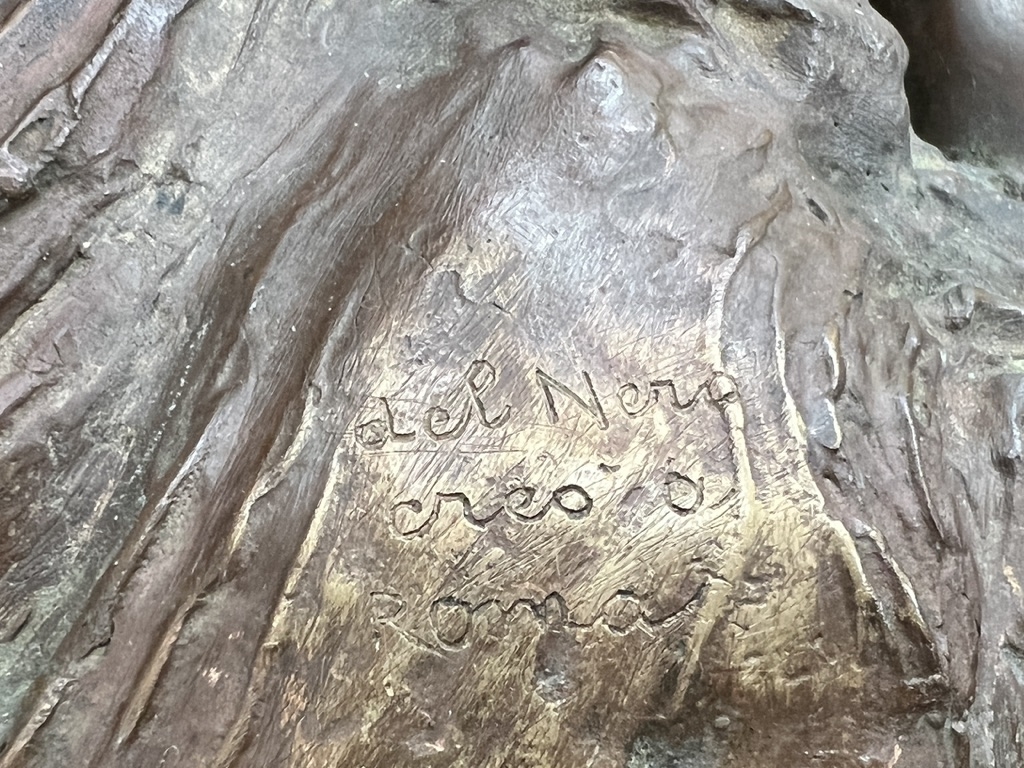 del Nero
creò a
Roma